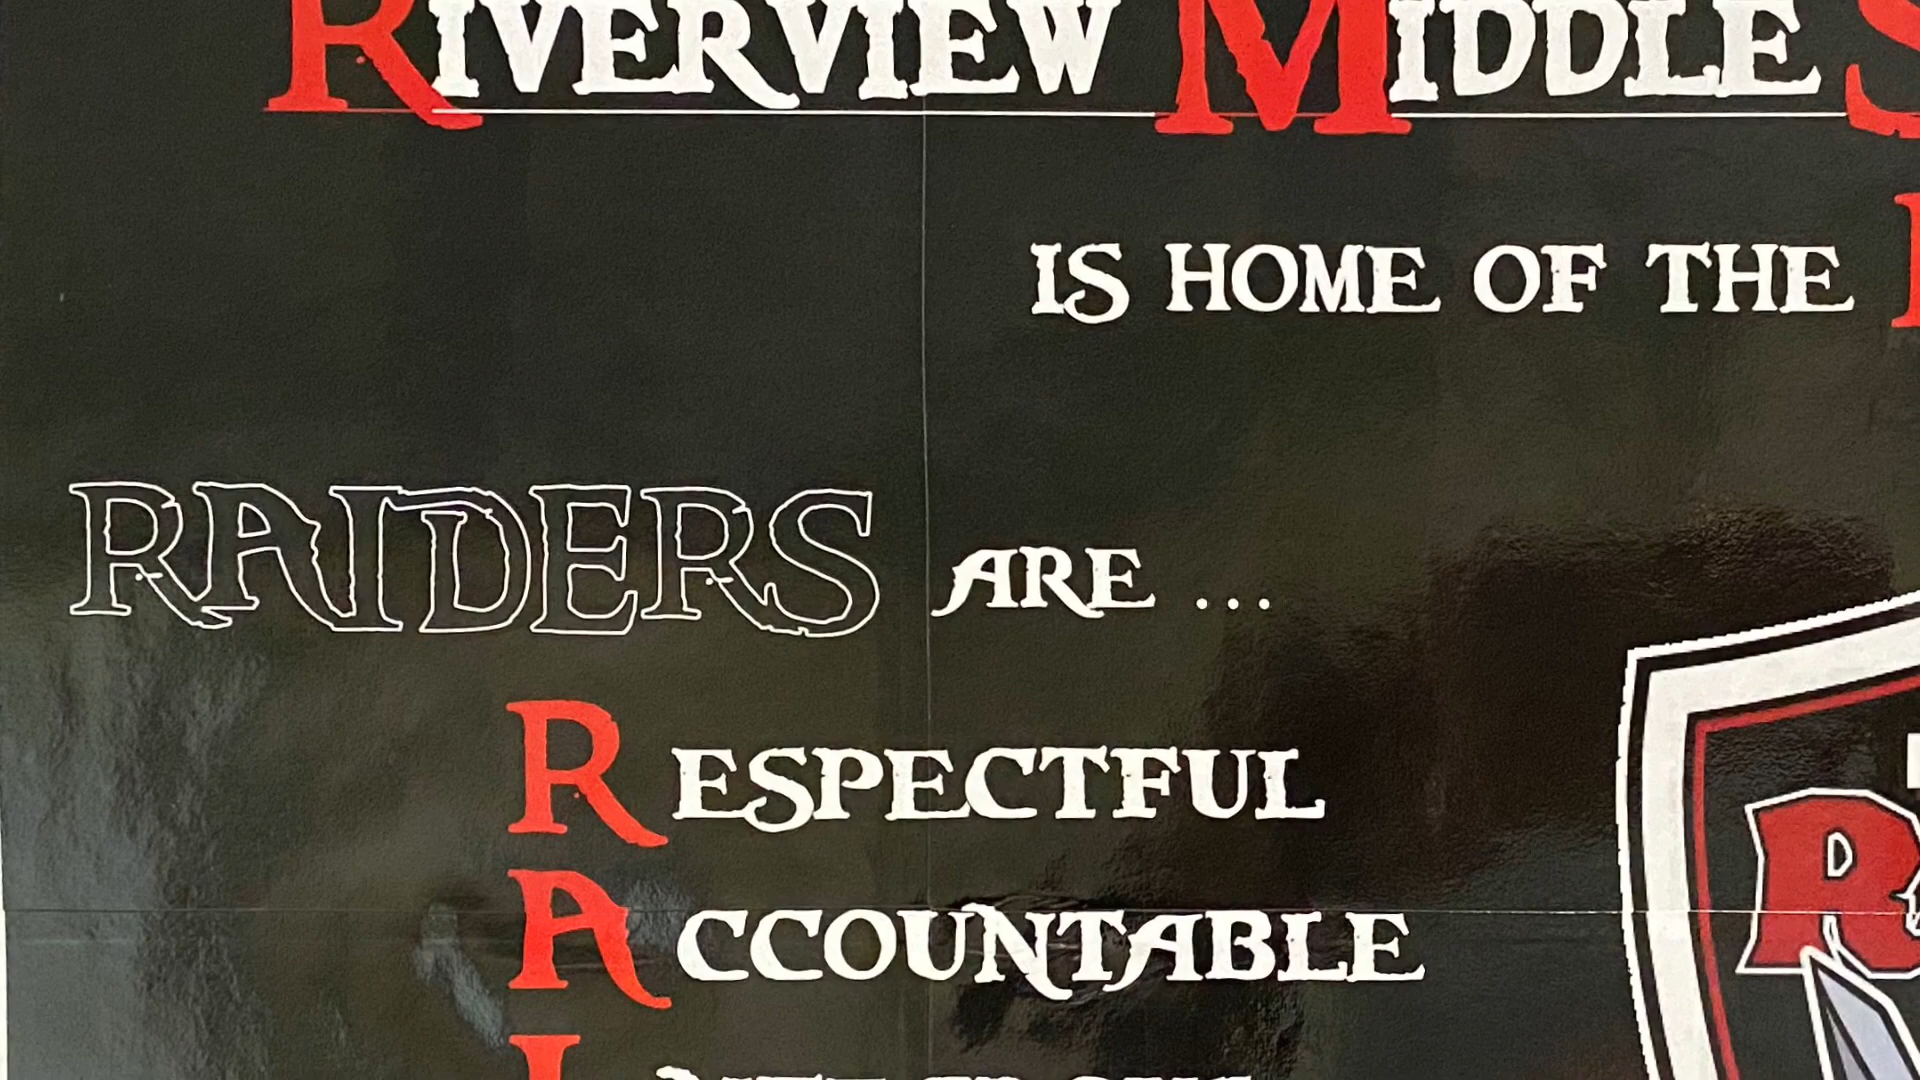 RIVERVIEW MIDDLE
IS HOME OF THE
RAIDERS ARE ...
RESPECTFUL
ACCOUNTABLE